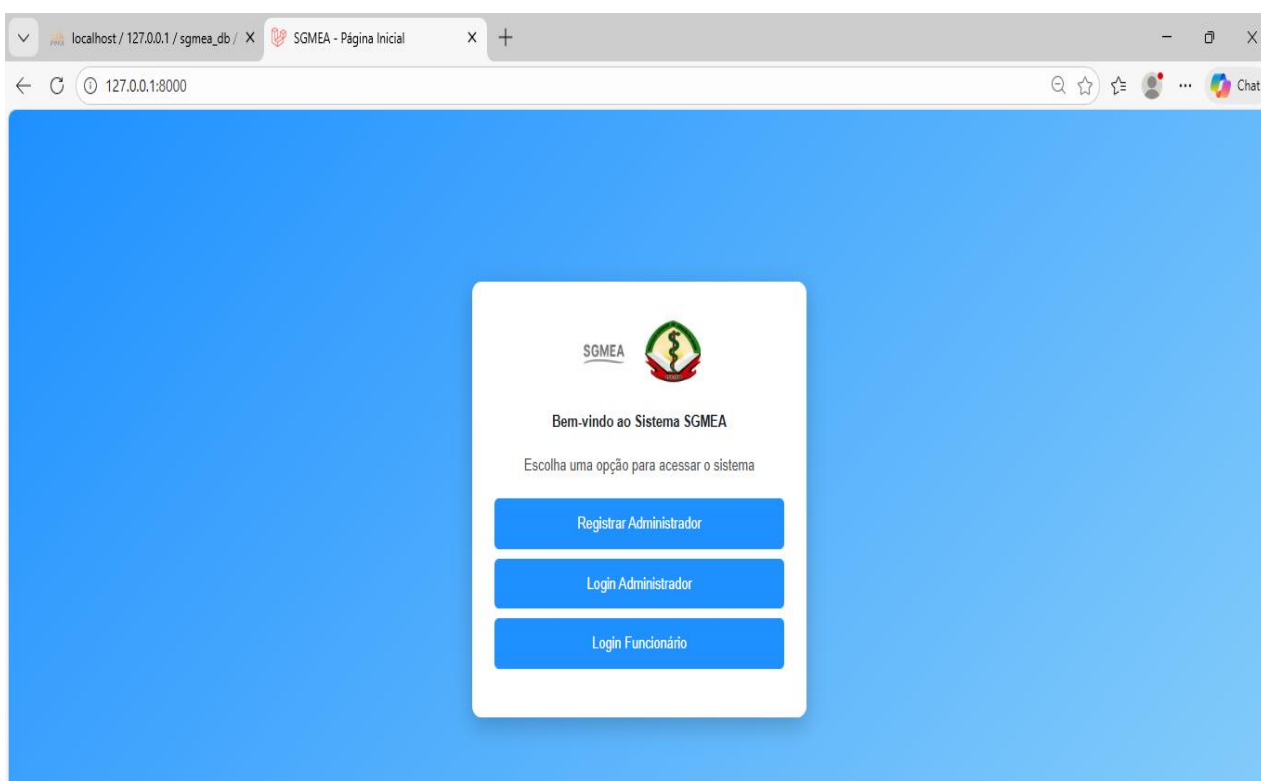 localhost / 127.0.0.1 / sgmea_db /
SGMEA - Página Inicial
127.0.0.1:8000
Chat
SGMEA
Bem-vindo ao Sistema SGMEA
Escolha uma opção para acessar o sistema
Registrar Administrador
Login Administrador
Login Funcionário